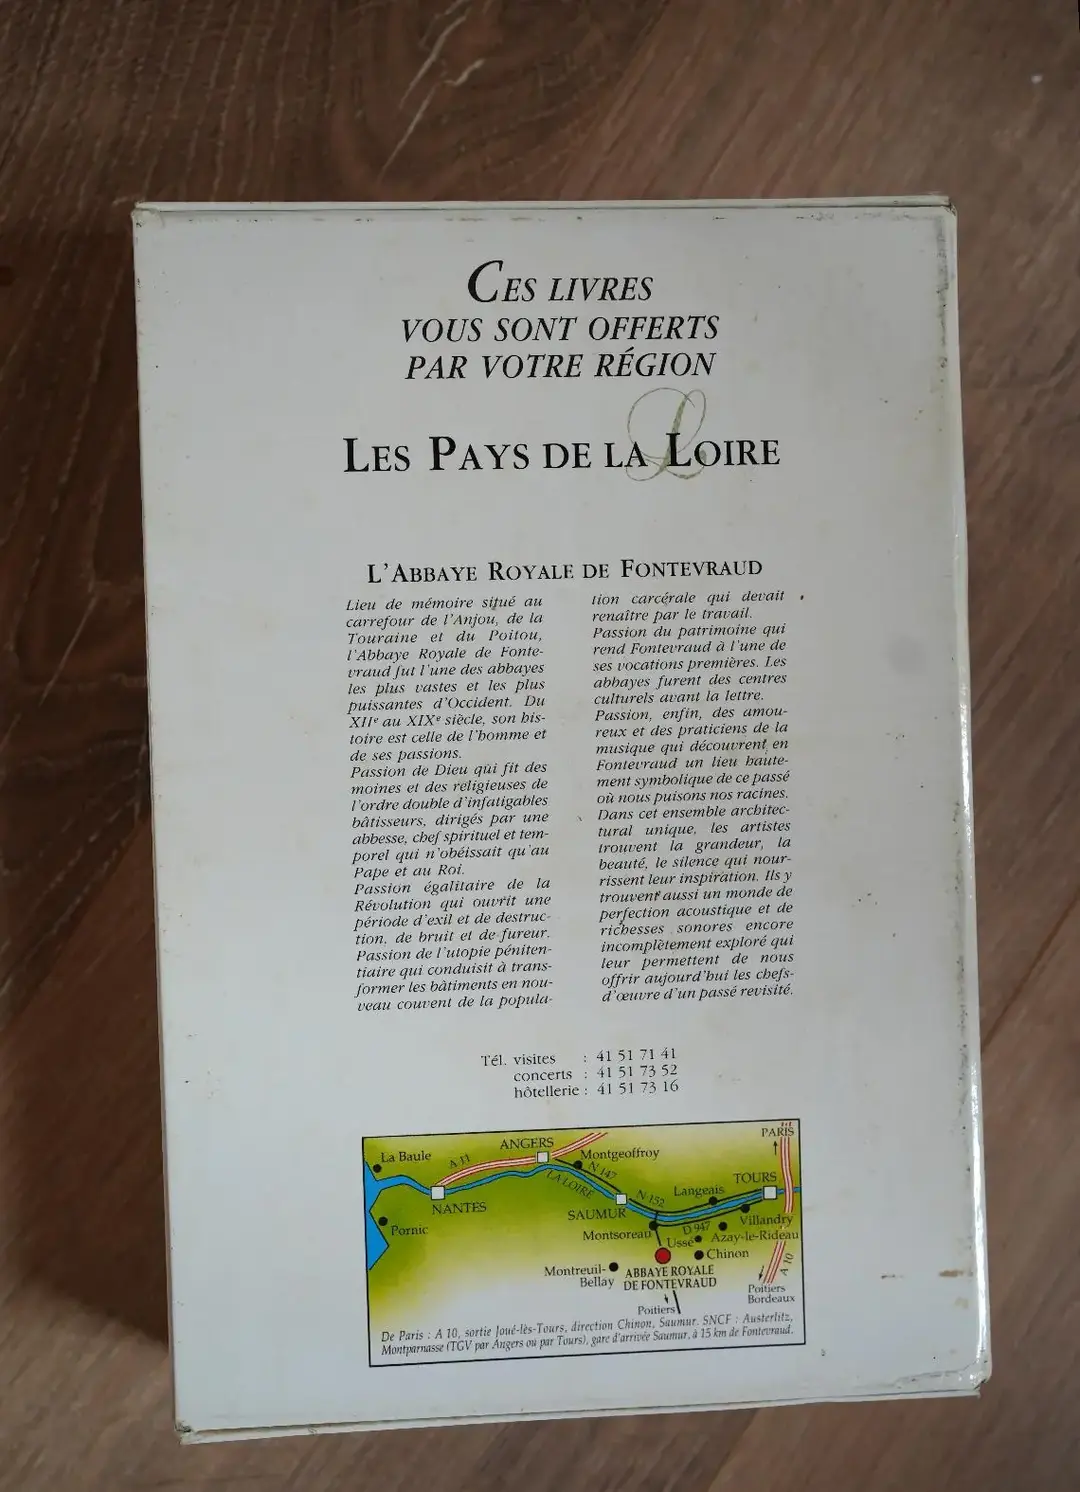 CES LIVRES
VOUS SONT OFFERTS
PAR VOTRE RÉGION
L
LES PAYS DE LA LOIRE
L'ABBAYE ROYALE DE FONTEVRAUD
Lieu de mémoire situé au
carrefour de l'Anjou, de la
Touraine et du Poitou,
l'Abbaye Royale de Fonte-
vraud fut l'une des abbayes
les plus vastes et les plus
puissantes d'Occident. Du
XIIe au XIXe siècle, son his-
toire est celle de l'homme et
de ses passions.
Passion de Dieu qui fit des
moines et des religieuses de
l'ordre double d'infatigables
bâtisseurs, dirigés par une
abbesse, chef spirituel et tem-
porel qui n'obéissait qu'au
Pape et au Roi.
Passion égalitaire de la
Révolution qui ouvrit une
période d'exil et de destruc-
tion, de bruit et de fureur.
Passion de l'utopie péniten-
tiaire qui conduisit à trans-
former les bâtiments en nou-
veau couvent de la popula-
tion carcérale qui devait
renaître par le travail.
Passion du patrimoine qui
rend Fontevraud à l'une de
ses vocations premières. Les
abbayes furent des centres
culturels avant la lettre.
Passion, enfin, des amou-
reux et des praticiens de la
musique qui découvrent en
Fontevraud un lieu haute-
ment symbolique de ce passé
où nous puisons nos racines.
Dans cet ensemble architec-
tural unique, les artistes
trouvent la grandeur, la
beauté, le silence qui nour-
rissent leur inspiration. Ils y
trouvent aussi un monde de
perfection acoustique et de
richesses sonores encore
incomplètement exploré qui
leur permettent de nous
offrir aujourd'hui les chefs-
d'œuvre d'un passé revisité.
Tél. visites : 41 51 71 41
concerts : 41 51 73 52
hôtellerie : 41 51 73 16
PARIS
ANGERS
La Baule
A 11
Montgeoffroy
N 147
LA LOIRE
TOURS
Langeais
N 152
NANTES
SAUMUR
Villandry
Pornic
D 947
Montsoreau
Ussé
Azay-le-Rideau
Chinon
A 10
Montreuil-
Bellay
ABBAYE ROYALE
DE FONTEVRAUD
Poitiers
Bordeaux
Poitiers
De Paris : A 10, sortie Joué-lès-Tours, direction Chinon, Saumur. SNCF : Austerlitz,
Montparnasse (TGV par Angers ou par Tours), gare d'arrivée Saumur, à 15 km de Fontevraud.